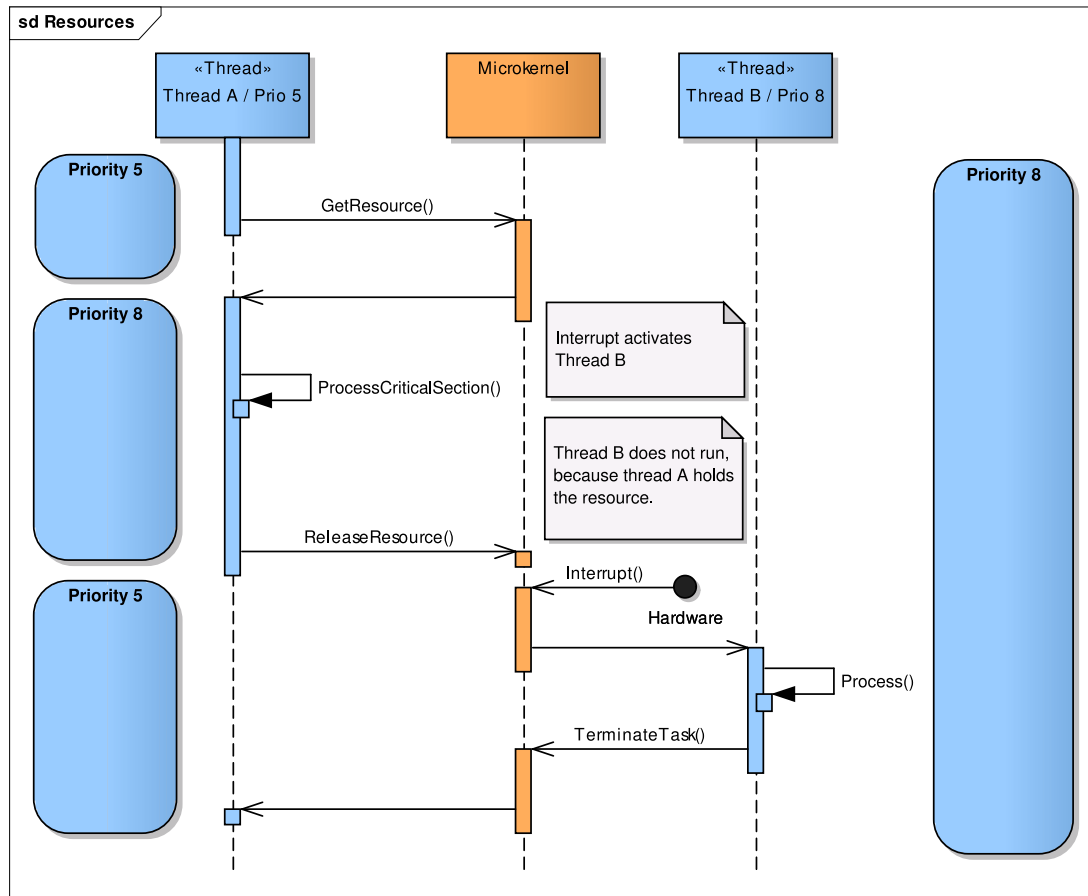 sd Resources
«Thread»
Thread A / Prio 5
Microkernel
«Thread»
Thread B / Prio 8
Priority 5
Priority 8
GetResource()
Priority 8
Interrupt activates
Thread B
ProcessCriticalSection()
Thread B does not run,
because thread A holds
the resource.
ReleaseResource()
Interrupt()
Priority 5
Hardware
Process()
TerminateTask()